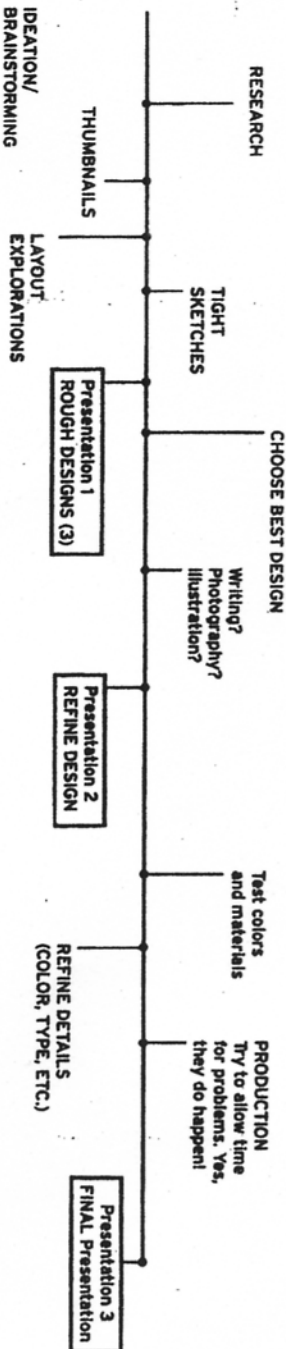 IDEATION/
BRAINSTORMING
RESEARCH
THUMBNAILS
LAYOUT
EXPLORATIONS
TIGHT
SKETCHES
Presentation 1
ROUGH DESIGNS (3)
CHOOSE BEST DESIGN
Writing?
Photography?
Illustration?
Presentation 2
REFINE DESIGN
Test colors
and materials
REFINE DETAILS
(COLOR, TYPE, ETC.)
PRODUCTION
Try to allow time
for problems. Yes,
they do happen!
Presentation 3
FINAL Presentation